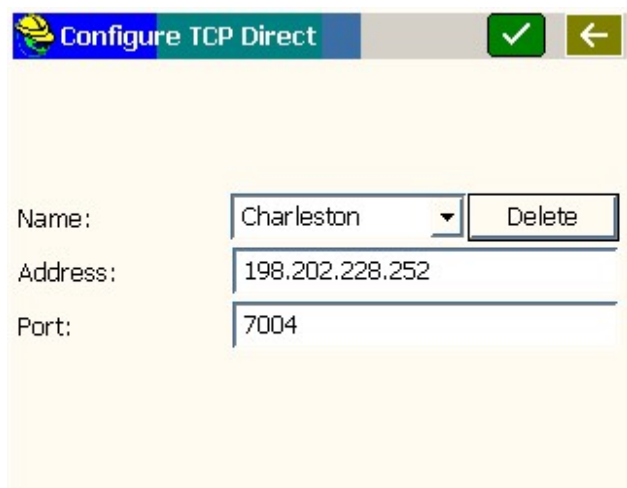 Configure TCP Direct
Name: Charleston Delete
Address: 198.202.228.252
Port: 7004